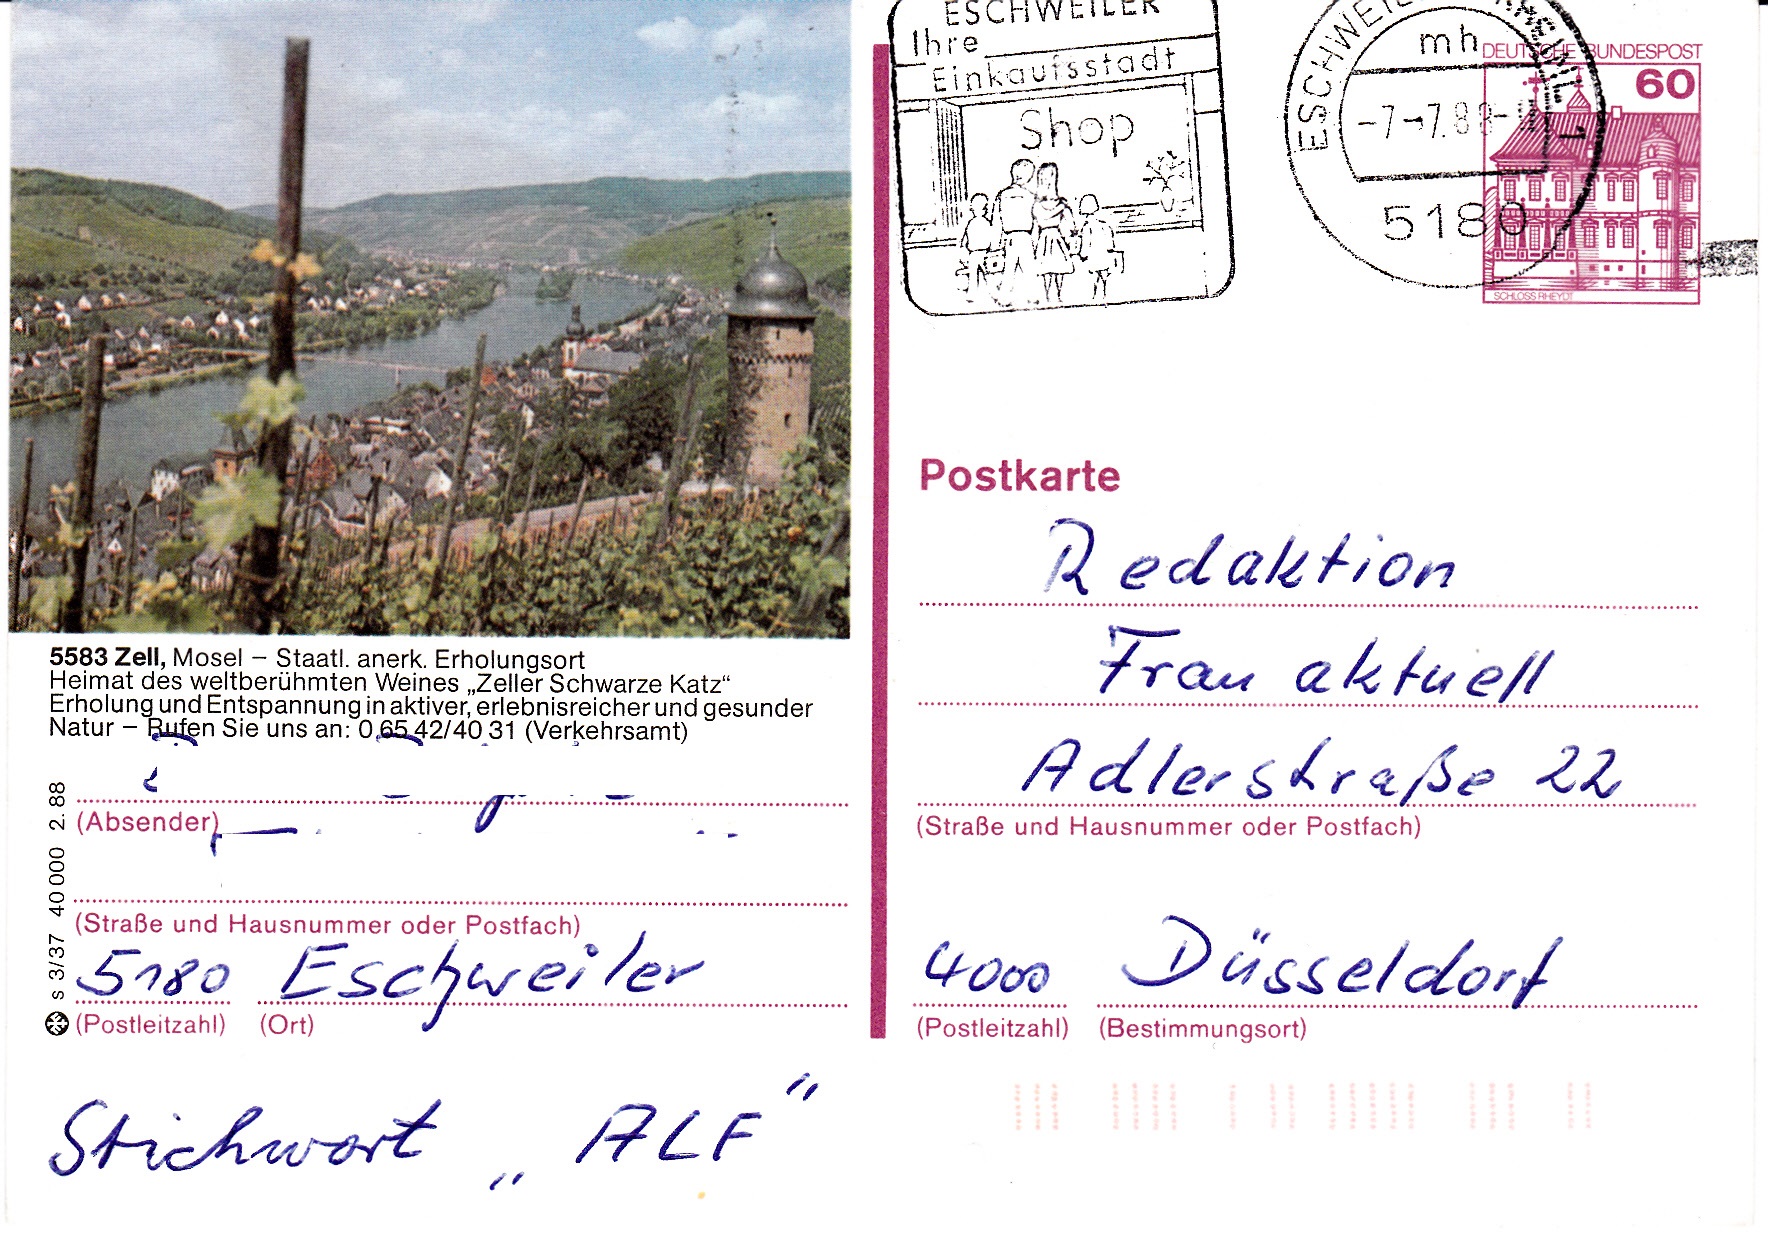 ESCHWEILER
Ihre
Einkaufsstadt
Shop
mh
-7.-7.88-
5180
DEUTSCHE BUNDESPOST
60
SCHLOSS RHEYDT
5583 Zell, Mosel – Staatl. anerk. Erholungsort
Heimat des weltberühmten Weines „Zeller Schwarze Katz“
Erholung und Entspannung in aktiver, erlebnisreicher und gesunder
Natur – Rufen Sie uns an: 0 65 42/40 31 (Verkehrsamt)
(Absender)
(Straße und Hausnummer oder Postfach)
5180 Eschweiler
(Postleitzahl) (Ort)
s 3/37 40 000 2. 88
Stichwort „ALF“
Postkarte
Redaktion
Frau aktuell
Adlerstraße 22
(Straße und Hausnummer oder Postfach)
4000 Düsseldorf
(Postleitzahl) (Bestimmungsort)